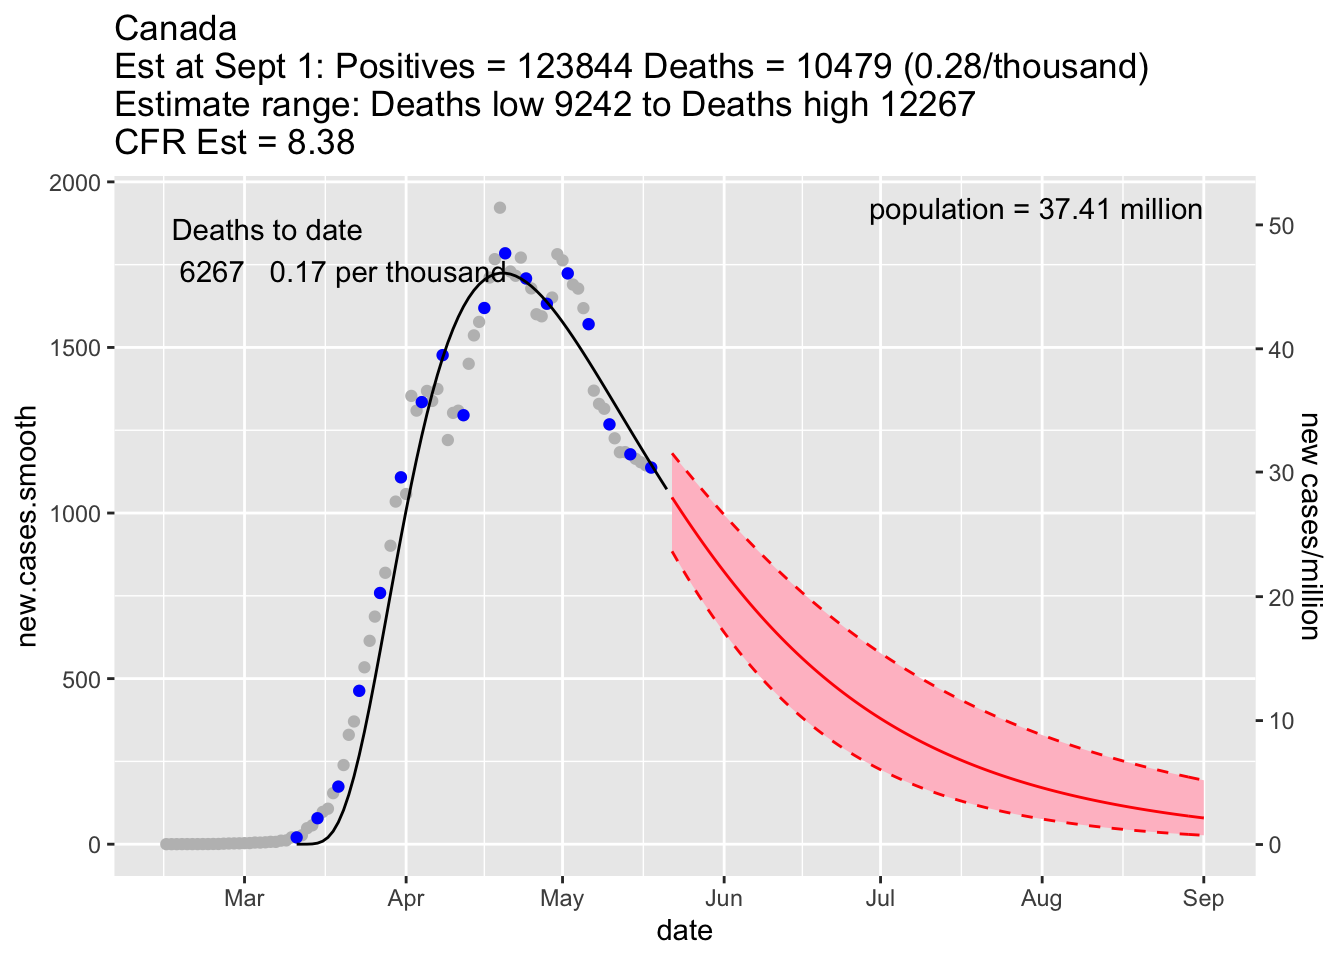 Canada
Est at Sept 1: Positives = 123844 Deaths = 10479 (0.28/thousand)
Estimate range: Deaths low 9242 to Deaths high 12267
CFR Est = 8.38
2000
1500
1000
500
0
new.cases.smooth
Deaths to date
6267 0.17 per thousand
population = 37.41 million
50
40
30
20
10
0
new cases/million
Mar Apr May Jun Jul Aug Sep
date